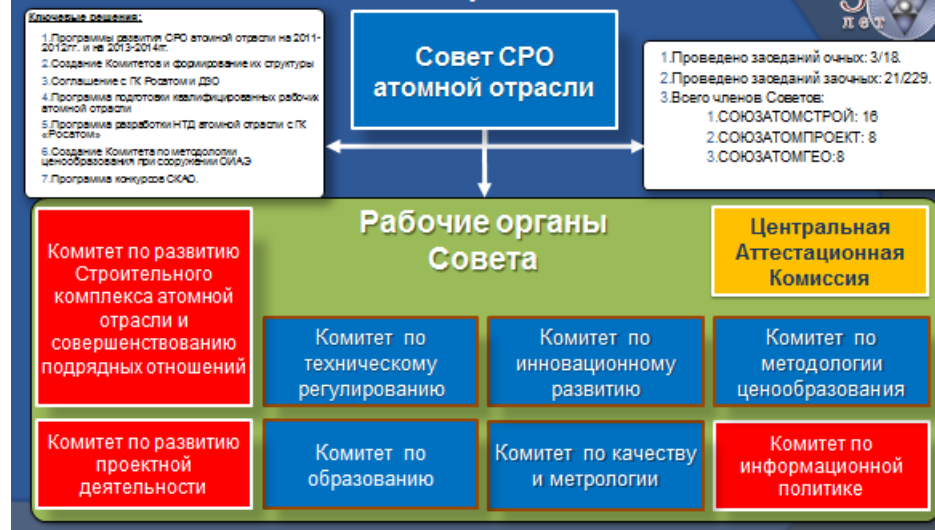 лет
Совет СРО
атомной отрасли
Ключевые решения:
1.Программы развития СРО атомной отрасли на 2011-
2012гг. и на 2013-2014гг.
2.Создание Комитетов и формирование их структуры
3.Соглашение с ГК Росатом и ДЗО
4.Программа подготовки квалифицированных рабочих
атомной отрасли
5.Программа разработки НТД атомной отрасли с ГК
«Росатом»
6.Создание Комитета по методологии
ценообразования при сооружении ОИАЭ
7.Программа конкурсов СКАО.
1.Проведено заседаний очных: 3/18.
2.Проведено заседаний заочных: 21/229.
3.Всего членов Советов:
1.СОЮЗАТОМСТРОЙ: 16
2.СОЮЗАТОМПРОЕКТ: 8
3.СОЮЗАТОМГЕО:8
Рабочие органы
Совета
Комитет по развитию
Строительного
комплекса атомной
отрасли и
совершенствованию
подрядных отношений
Центральная
Аттестационная
Комиссия
Комитет по
техническому
регулированию
Комитет по
инновационному
развитию
Комитет по
методологии
ценообразования
Комитет по развитию
проектной
деятельности
Комитет по
образованию
Комитет по качеству
и метрологии
Комитет по
информационной
политике